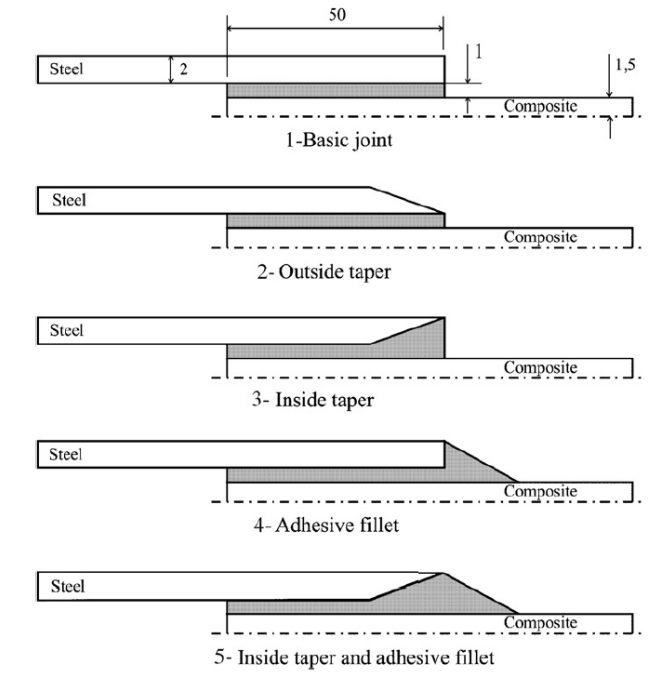 50
Steel
2
1
1,5
Composite
1-Basic joint
Steel
Composite
2- Outside taper
Steel
Composite
3- Inside taper
Steel
Composite
4- Adhesive fillet
Steel
Composite
5- Inside taper and adhesive fillet